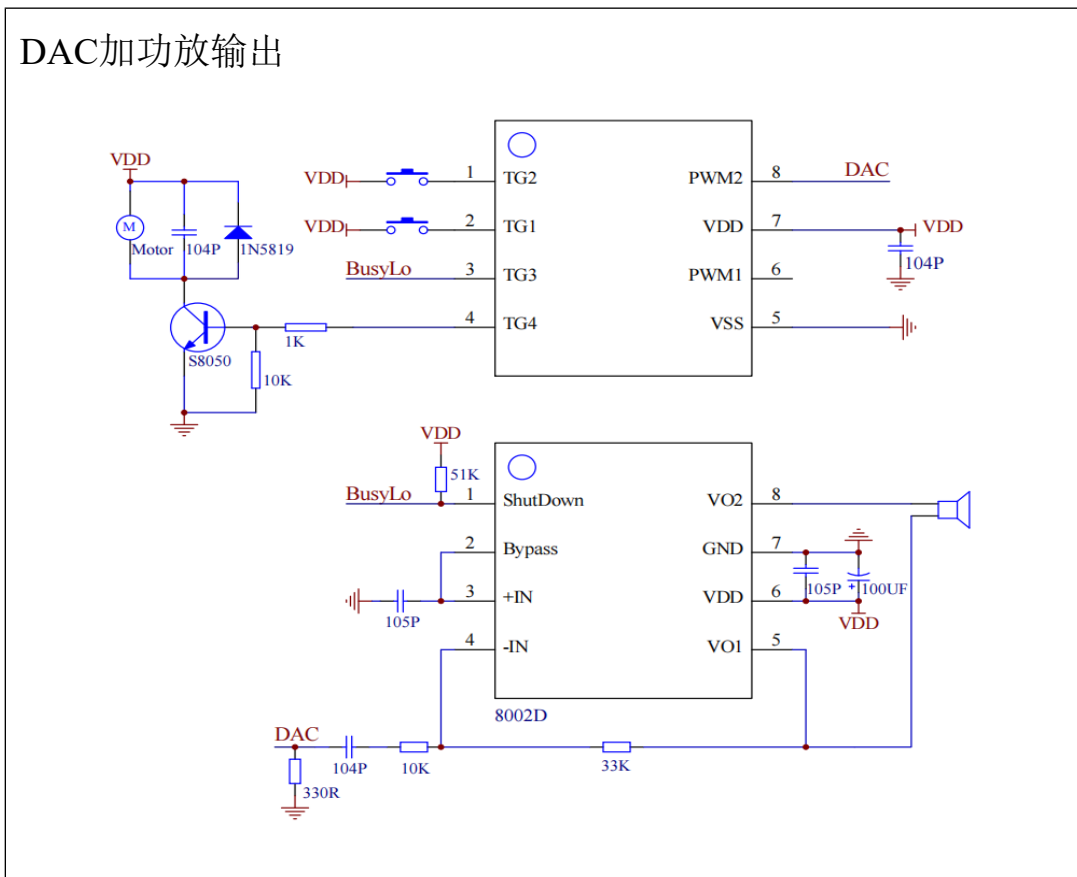 DAC加功放输出
VDD
M
Motor
104P
1N5819
S8050
1K
10K
VDD
1
TG2
VDD
2
TG1
BusyLo
3
TG3
4
TG4
PWM2
8
DAC
VDD
7
VDD
104P
PWM1
6
VSS
5
VDD
51K
BusyLo
1
ShutDown
2
Bypass
3
+IN
105P
4
-IN
VO2
8
GND
7
105P
+
100UF
VDD
6
VDD
VO1
5
8002D
DAC
104P
10K
33K
330R